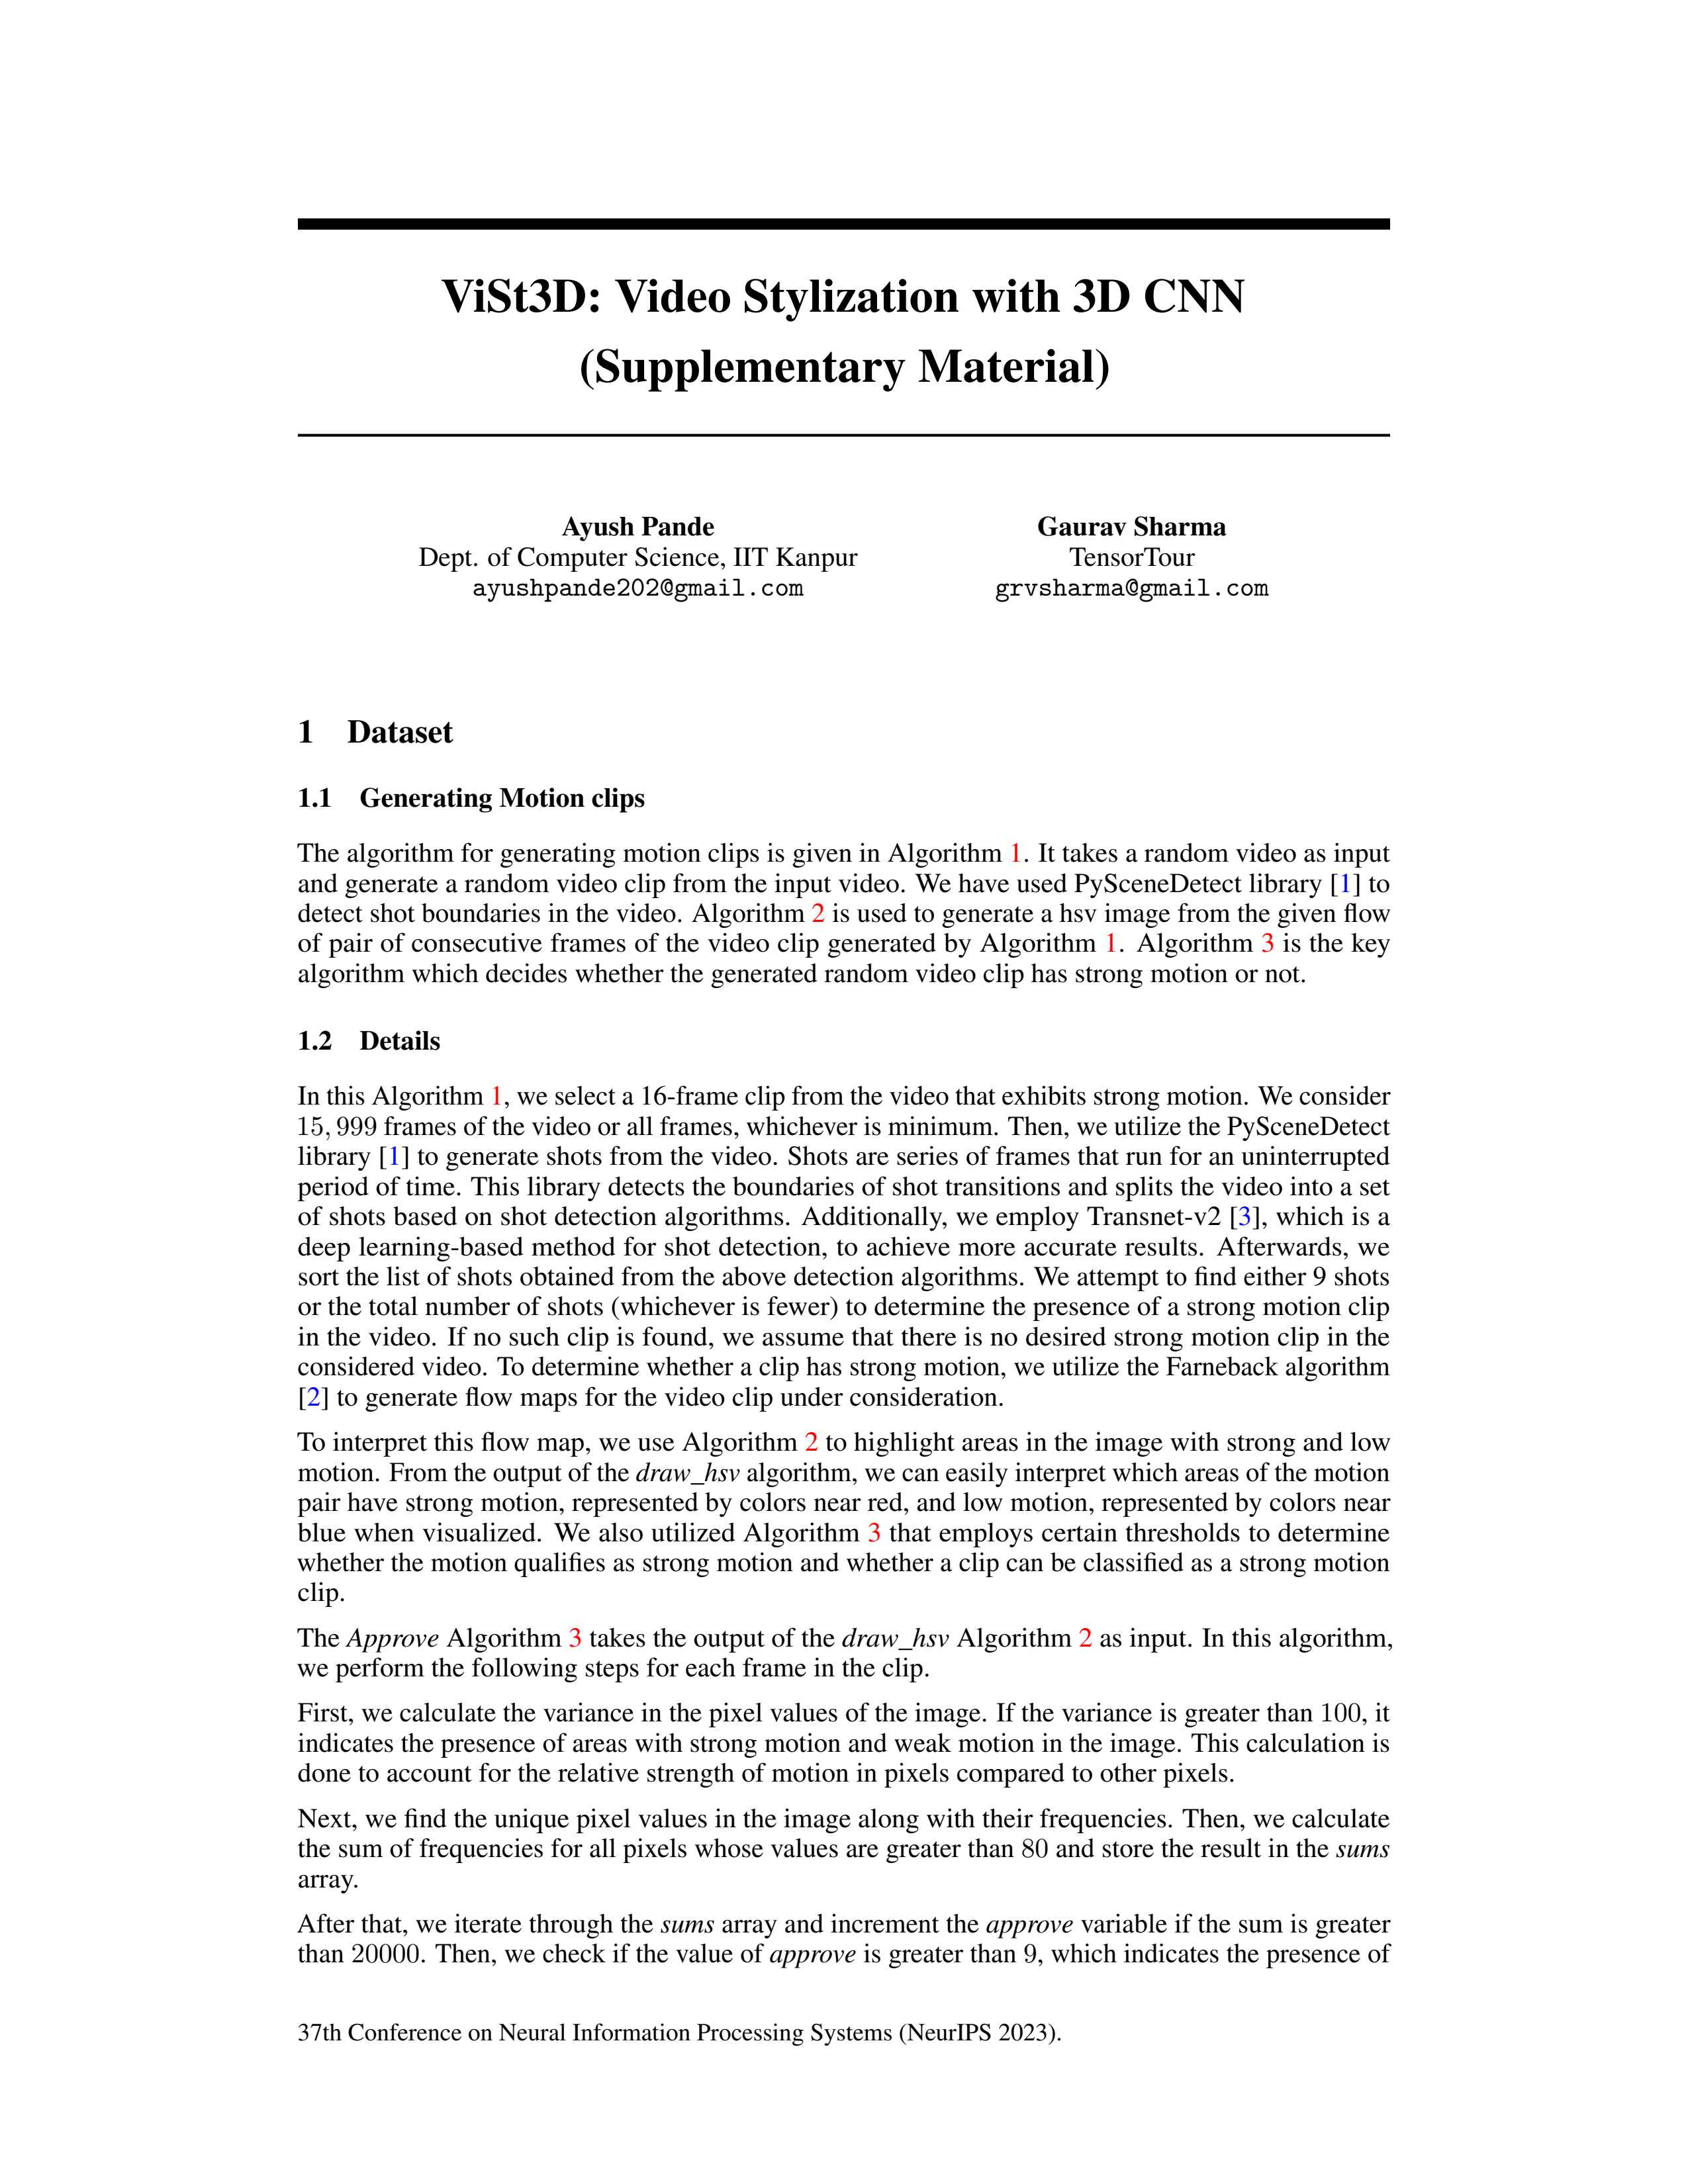 ViSt3D: Video Stylization with 3D CNN
(Supplementary Material)
Ayush Pande
Dept. of Computer Science, IIT Kanpur
ayushpande202@gmail.com
Gaurav Sharma
TensorTour
grvsharma@gmail.com
1 Dataset
1.1 Generating Motion clips
The algorithm for generating motion clips is given in Algorithm 1. It takes a random video as input
and generate a random video clip from the input video. We have used PySceneDetect library [1] to
detect shot boundaries in the video. Algorithm 2 is used to generate a hsv image from the given flow
of pair of consecutive frames of the video clip generated by Algorithm 1. Algorithm 3 is the key
algorithm which decides whether the generated random video clip has strong motion or not.
1.2 Details
In this Algorithm 1, we select a 16-frame clip from the video that exhibits strong motion. We consider
15, 999 frames of the video or all frames, whichever is minimum. Then, we utilize the PySceneDetect
library [1] to generate shots from the video. Shots are series of frames that run for an uninterrupted
period of time. This library detects the boundaries of shot transitions and splits the video into a set
of shots based on shot detection algorithms. Additionally, we employ Transnet-v2 [3], which is a
deep learning-based method for shot detection, to achieve more accurate results. Afterwards, we
sort the list of shots obtained from the above detection algorithms. We attempt to find either 9 shots
or the total number of shots (whichever is fewer) to determine the presence of a strong motion clip
in the video. If no such clip is found, we assume that there is no desired strong motion clip in the
considered video. To determine whether a clip has strong motion, we utilize the Farneback algorithm
[2] to generate flow maps for the video clip under consideration.
To interpret this flow map, we use Algorithm 2 to highlight areas in the image with strong and low
motion. From the output of the draw_hsv algorithm, we can easily interpret which areas of the motion
pair have strong motion, represented by colors near red, and low motion, represented by colors near
blue when visualized. We also utilized Algorithm 3 that employs certain thresholds to determine
whether the motion qualifies as strong motion and whether a clip can be classified as a strong motion
clip.
The Approve Algorithm 3 takes the output of the draw_hsv Algorithm 2 as input. In this algorithm,
we perform the following steps for each frame in the clip.
First, we calculate the variance in the pixel values of the image. If the variance is greater than 100, it
indicates the presence of areas with strong motion and weak motion in the image. This calculation is
done to account for the relative strength of motion in pixels compared to other pixels.
Next, we find the unique pixel values in the image along with their frequencies. Then, we calculate
the sum of frequencies for all pixels whose values are greater than 80 and store the result in the sums
array.
After that, we iterate through the sums array and increment the approve variable if the sum is greater
than 20000. Then, we check if the value of approve is greater than 9, which indicates the presence of
37th Conference on Neural Information Processing Systems (NeurIPS 2023).